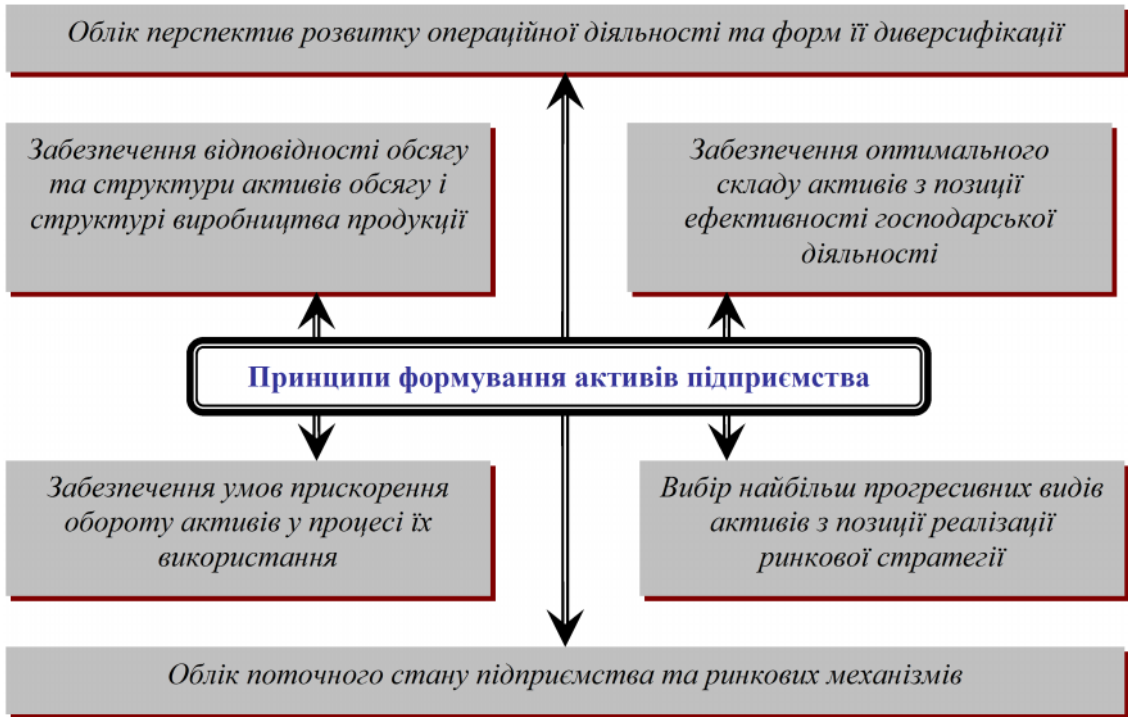 Облік перспектив розвитку операційної діяльності та форм її диверсифікації
Забезпечення відповідності обсягу
та структури активів обсягу і
структурі виробництва продукції
Забезпечення оптимального
складу активів з позиції
ефективності господарської
діяльності
Принципи формування активів підприємства
Забезпечення умов прискорення
обороту активів у процесі їх
використання
Вибір найбільш прогресивних видів
активів з позиції реалізації
ринкової стратегії
Облік поточного стану підприємства та ринкових механізмів